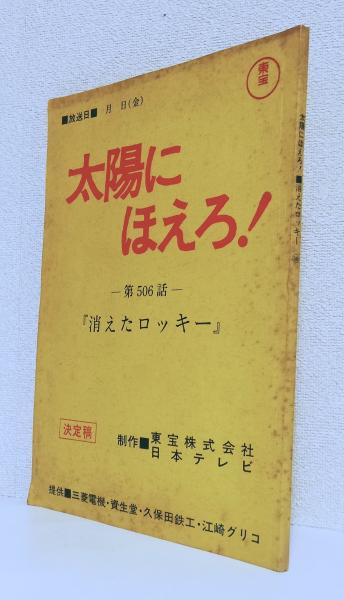 ■放送日■　月　日(金)
東宝
太陽に
ほえろ!
―第506話―
『消えたロッキー』
決定稿
制作■東宝株式会社
日本テレビ
提供■三菱電機・資生堂・久保田鉄工・江崎グリコ
太陽にほえろ!■消えたロッキー